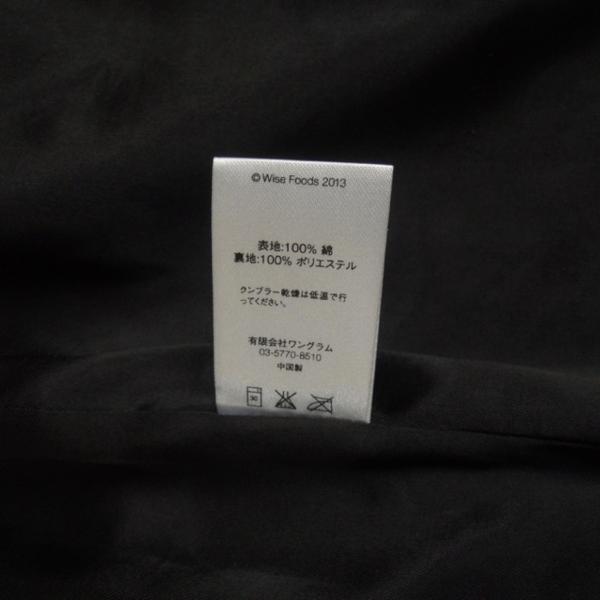 © Wise Foods 2013
表地:100% 綿
裏地:100% ポリエステル
タンブラー乾燥は低温で行
ってください。
有限会社ワングラム
03-5770-8510
中国製